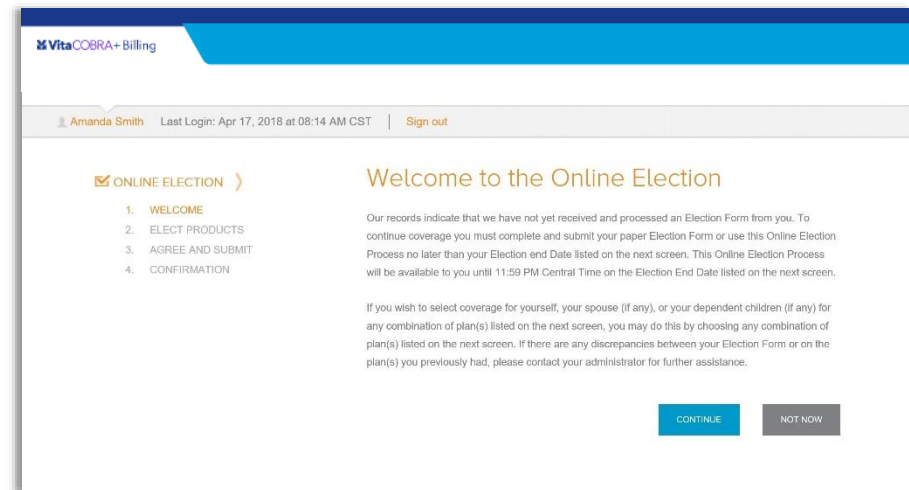 VitaCOBRA+ Billing
Amanda Smith Last Login: Apr 17, 2018 at 08:14 AM CST Sign out
ONLINE ELECTION
1. WELCOME
2. ELECT PRODUCTS
3. AGREE AND SUBMIT
4. CONFIRMATION
Welcome to the Online Election
Our records indicate that we have not yet received and processed an Election Form from you. To
continue coverage you must complete and submit your paper Election Form or use this Online Election
Process no later than your Election end Date listed on the next screen. This Online Election Process
will be available to you until 11:59 PM Central Time on the Election End Date listed on the next screen.
If you wish to select coverage for yourself, your spouse (if any), or your dependent children (if any) for
any combination of plan(s) listed on the next screen, you may do this by choosing any combination of
plan(s) listed on the next screen. If there are any discrepancies between your Election Form or on the
plan(s) you previously had, please contact your administrator for further assistance.
CONTINUE NOT NOW